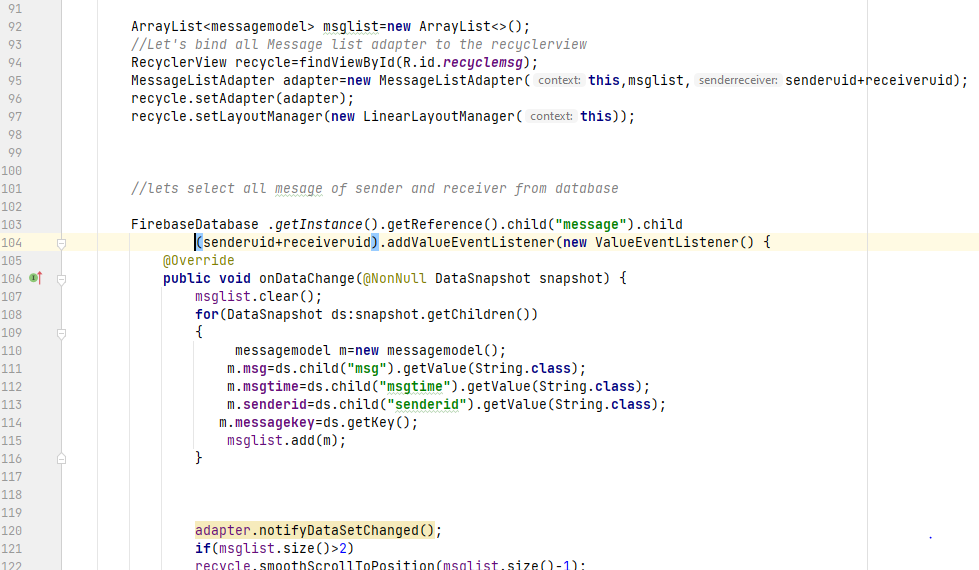 91
92 ArrayList<messagemodel> msglist=new ArrayList<>();
93 //Let's bind all Message list adapter to the recyclerview
94 RecyclerView recycle=findViewById(R.id.recyclemsg);
95 MessageListAdapter adapter=new MessageListAdapter( context: this,msglist, senderreceiver: senderuid+receiveruid);
96 recycle.setAdapter(adapter);
97 recycle.setLayoutManager(new LinearLayoutManager( context: this));
98
99
100
101 //lets select all mesage of sender and receiver from database
102
103 FirebaseDatabase .getInstance().getReference().child("message").child
104 (senderuid+receiveruid).addValueEventListener(new ValueEventListener() {
105 @Override
106 public void onDataChange(@NonNull DataSnapshot snapshot) {
107 msglist.clear();
108 for(DataSnapshot ds:snapshot.getChildren())
109 {
110 messagemodel m=new messagemodel();
111 m.msg=ds.child("msg").getValue(String.class);
112 m.msgtime=ds.child("msgtime").getValue(String.class);
113 m.senderid=ds.child("senderid").getValue(String.class);
114 m.messagekey=ds.getKey();
115 msglist.add(m);
116 }
117
118
119
120 adapter.notifyDataSetChanged();
121 if(msglist.size()>2)
122 recycle.smoothScrollToPosition(msglist.size()-1);